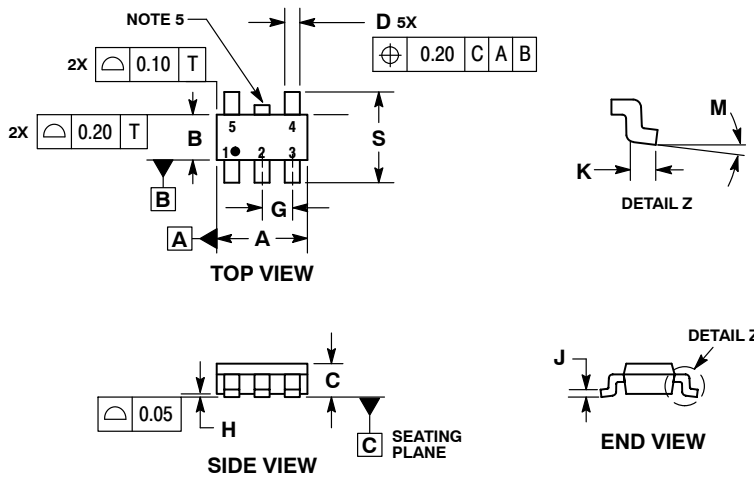 NOTE 5
D 5X
0.20 C A B
2X 0.10 T
2X 0.20 T
B
5 4
1 2 3
S
B
G
A
A
TOP VIEW
M
K
DETAIL Z
C
0.05
H
C SEATING
PLANE
SIDE VIEW
DETAIL Z
J
END VIEW